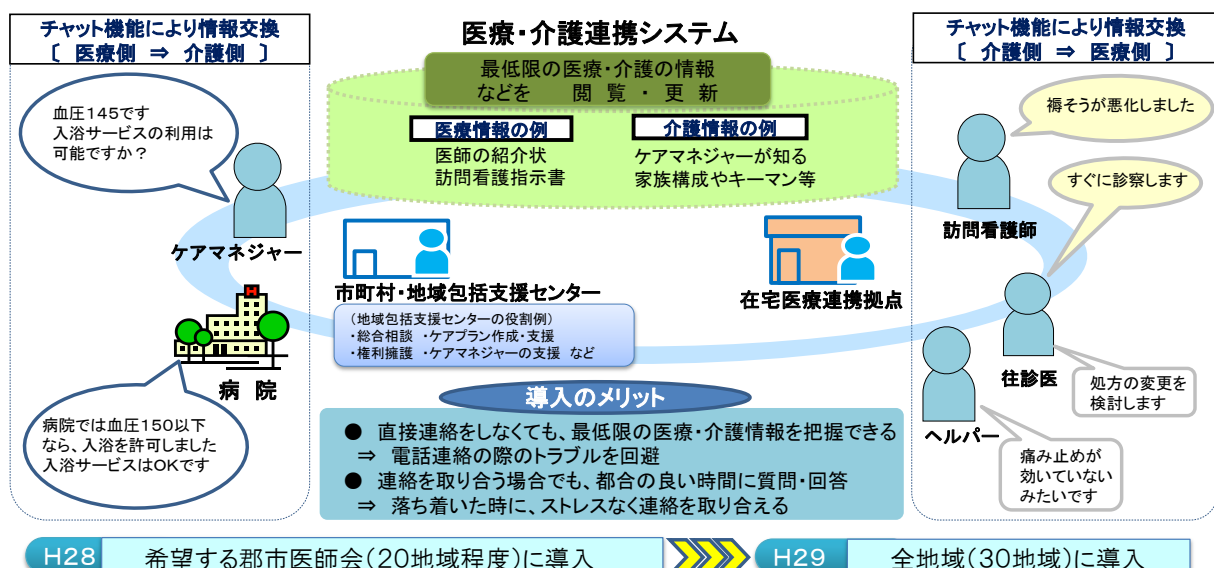 チャット機能により情報交換
〔 医療側 ⇒ 介護側 〕
血圧145です
入浴サービスの利用は
可能ですか?
ケアマネジャー
病 院
病院では血圧150以下
なら、入浴を許可しました
入浴サービスはOKです
医療・介護連携システム
最低限の医療・介護の情報
などを 閲 覧 ・ 更 新
医療情報の例
医師の紹介状
訪問看護指示書
介護情報の例
ケアマネジャーが知る
家族構成やキーマン等
市町村・地域包括支援センター
(地域包括支援センターの役割例)
・総合相談 ・ケアプラン作成・支援
・権利擁護 ・ケアマネジャーの支援 など
在宅医療連携拠点
導入のメリット
● 直接連絡をしなくても、最低限の医療・介護情報を把握できる
⇒ 電話連絡の際のトラブルを回避
● 連絡を取り合う場合でも、都合の良い時間に質問・回答
⇒ 落ち着いた時に、ストレスなく連絡を取り合える
チャット機能により情報交換
〔 介護側 ⇒ 医療側 〕
褥そうが悪化しました
訪問看護師
すぐに診察します
往診医
処方の変更を
検討します
ヘルパー
痛み止めが
効いていない
みたいです
H28 希望する郡市医師会(20地域程度)に導入
H29 全地域(30地域)に導入